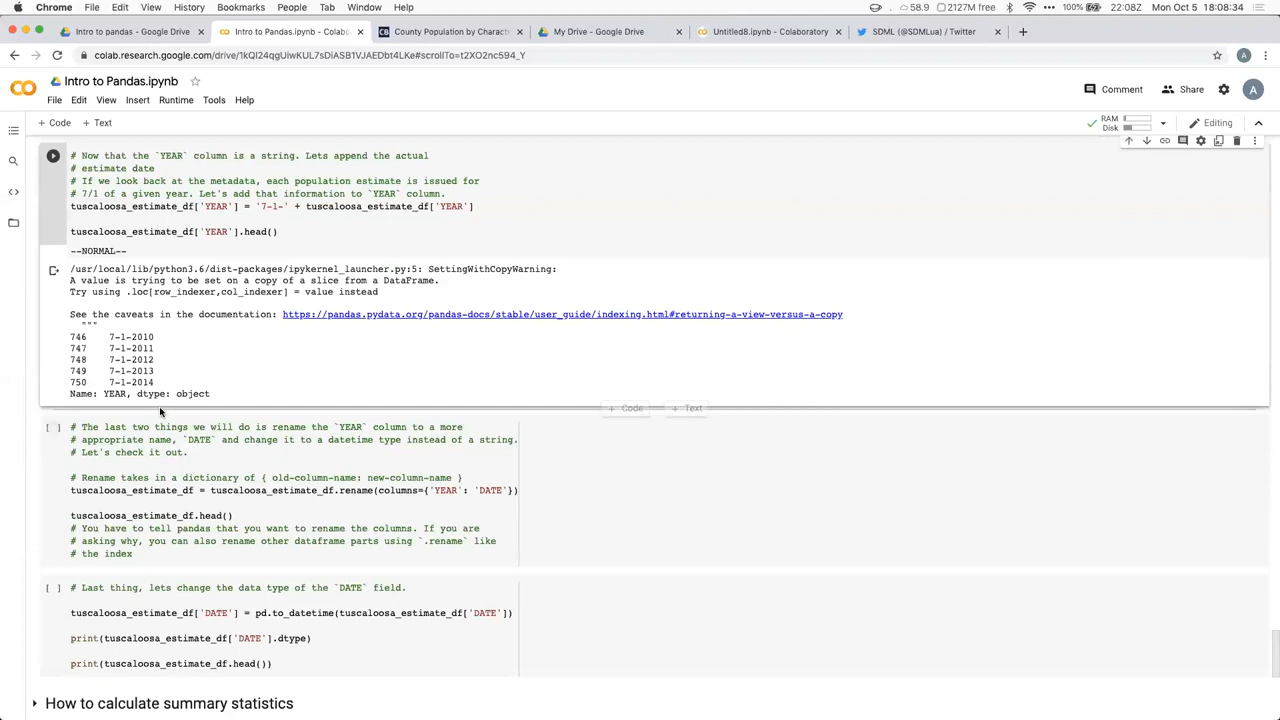 Chrome File Edit View History Bookmarks People Tab Window Help 58.9 2127M free 100% 22:08Z Mon Oct 5 18:08:34
Intro to pandas - Google Drive Intro to Pandas.ipynb - Colabo County Population by Characte My Drive - Google Drive Untitled8.ipynb - Colaboratory SDML (@SDMLua) / Twitter
colab.research.google.com/drive/1kQl24qgUiwKUL7sDiASB1VJAEDbt4LKe#scrollTo=t2XO2nc594_Y A
CO Intro to Pandas.ipynb
Comment Share A
File Edit View Insert Runtime Tools Help
+ Code + Text
RAM
Disk
Editing
# Now that the `YEAR` column is a string. Lets append the actual
# estimate date
# If we look back at the metadata, each population estimate is issued for
# 7/1 of a given year. Let's add that information to `YEAR` column.
tuscaloosa_estimate_df['YEAR'] = '7-1-' + tuscaloosa_estimate_df['YEAR']
tuscaloosa_estimate_df['YEAR'].head()
--NORMAL--
/usr/local/lib/python3.6/dist-packages/ipykernel_launcher.py:5: SettingWithCopyWarning:
A value is trying to be set on a copy of a slice from a DataFrame.
Try using .loc[row_indexer,col_indexer] = value instead
See the caveats in the documentation: https://pandas.pydata.org/pandas-docs/stable/user_guide/indexing.html#returning-a-view-versus-a-copy
"""
746 7-1-2010
747 7-1-2011
748 7-1-2012
749 7-1-2013
750 7-1-2014
Name: YEAR, dtype: object
+ Code + Text
[ ] # The last two things we will do is rename the `YEAR` column to a more
# appropriate name, `DATE` and change it to a datetime type instead of a string.
# Let's check it out.
# Rename takes in a dictionary of { old-column-name: new-column-name }
tuscaloosa_estimate_df = tuscaloosa_estimate_df.rename(columns={'YEAR': 'DATE'})
tuscaloosa_estimate_df.head()
# You have to tell pandas that you want to rename the columns. If you are
# asking why, you can also rename other dataframe parts using `.rename` like
# the index
[ ] # Last thing, lets change the data type of the `DATE` field.
tuscaloosa_estimate_df['DATE'] = pd.to_datetime(tuscaloosa_estimate_df['DATE'])
print(tuscaloosa_estimate_df['DATE'].dtype)
print(tuscaloosa_estimate_df.head())
How to calculate summary statistics